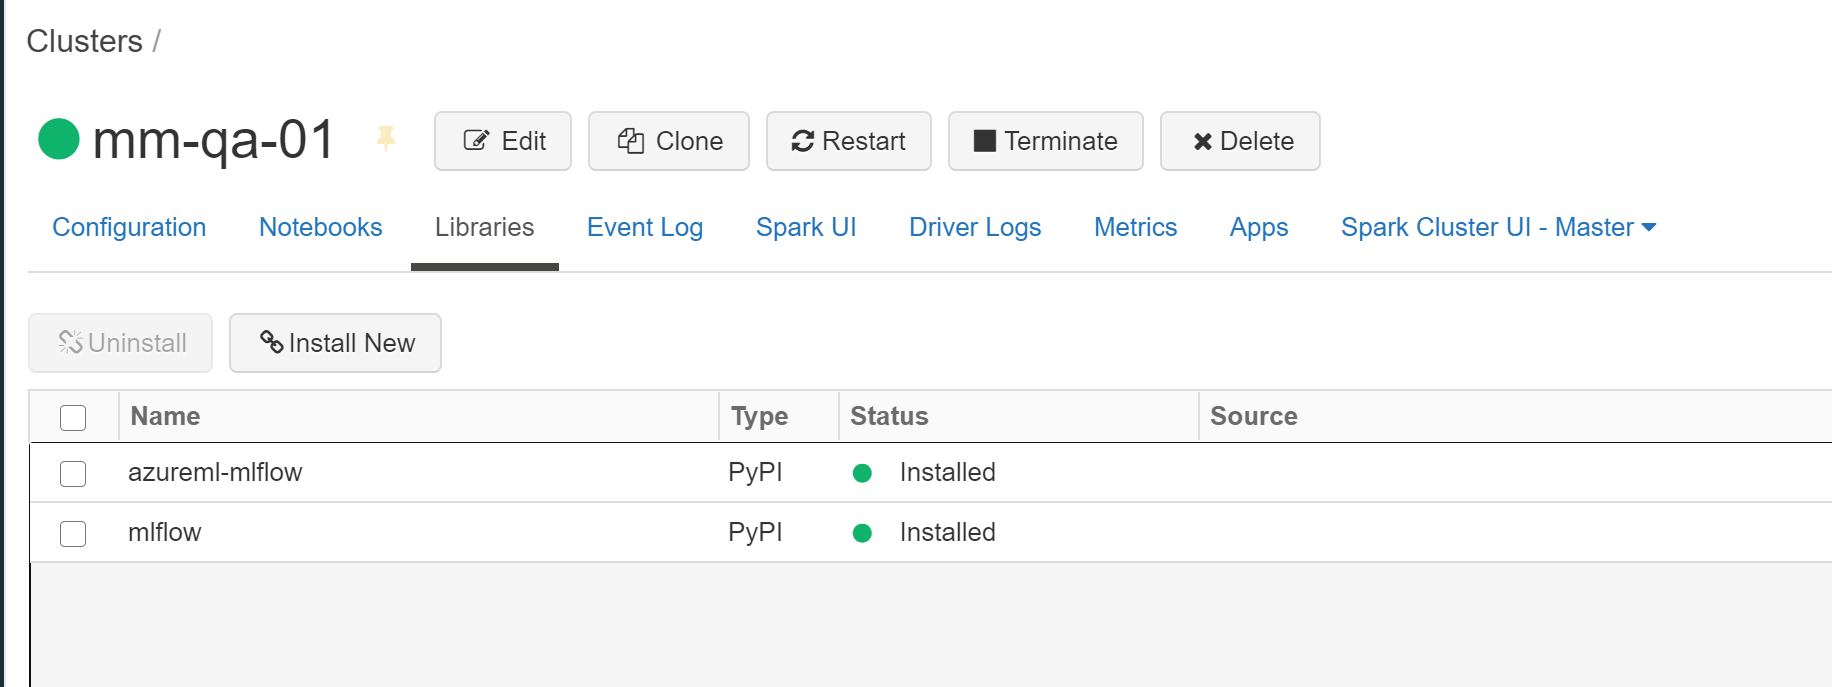 Clusters /
mm-qa-01 Edit Clone Restart Terminate Delete
Configuration Notebooks Libraries Event Log Spark UI Driver Logs Metrics Apps Spark Cluster UI - Master
Uninstall Install New
Name Type Status Source
azureml-mlflow PyPI Installed
mlflow PyPI Installed